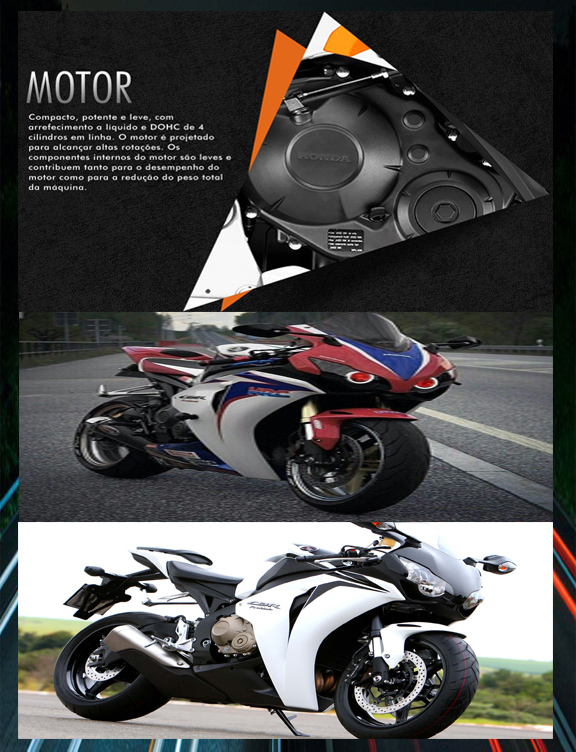 MOTOR
Compacto, potente e leve, com
arrefecimento a líquido e DOHC de 4
cilindros em linha. O motor é projetado
para alcançar altas rotações. Os
componentes internos do motor são leves e
contribuem tanto para o desempenho do
motor como para a redução do peso total
da máquina.
HONDA
HRC
CBR
CBR